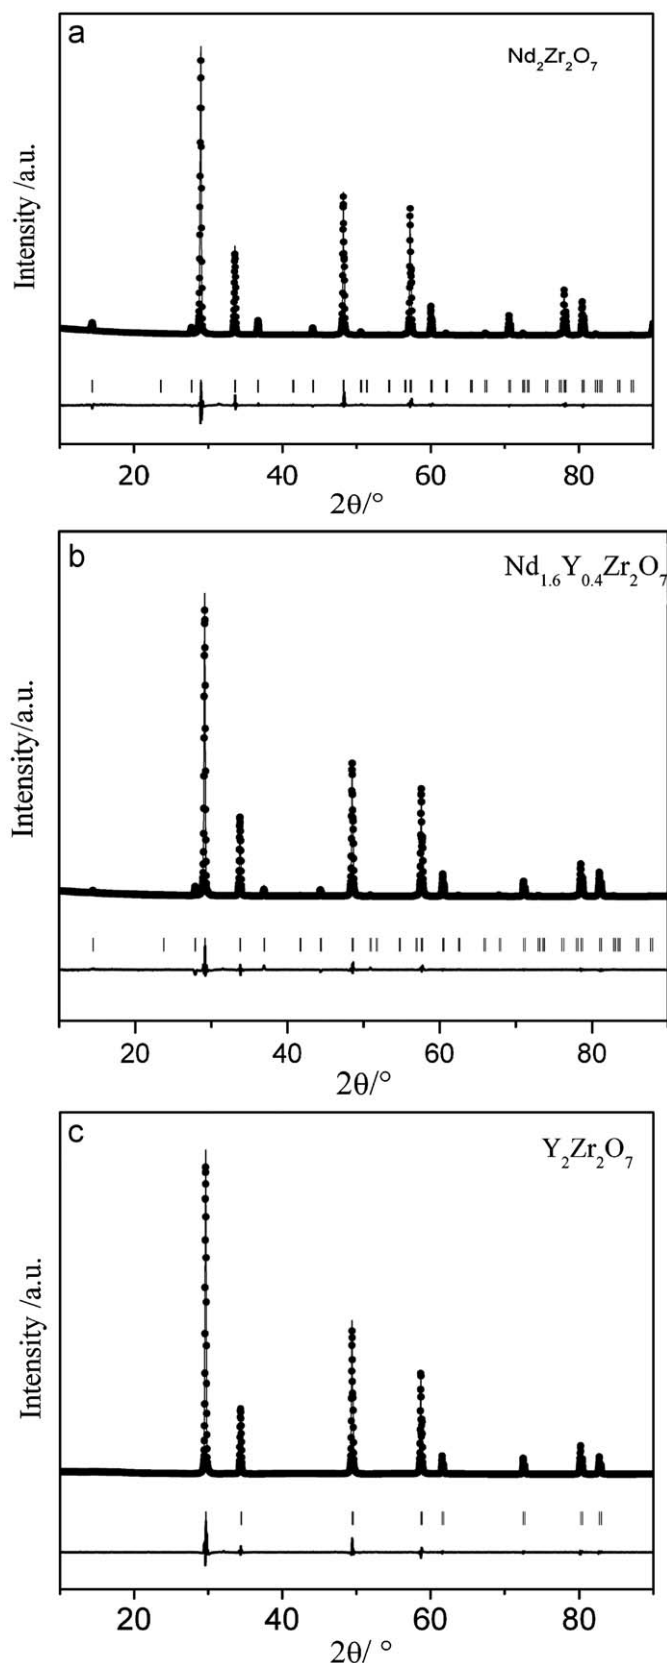 a
Nd₂Zr₂O₇
Intensity /a.u.
20 40 60 80
2θ/°
b
Nd₁.₆Y₀.₄Zr₂O₇
Intensity/a.u.
20 40 60 80
2θ/°
c
Y₂Zr₂O₇
Intensity /a.u.
20 40 60 80
2θ/ °